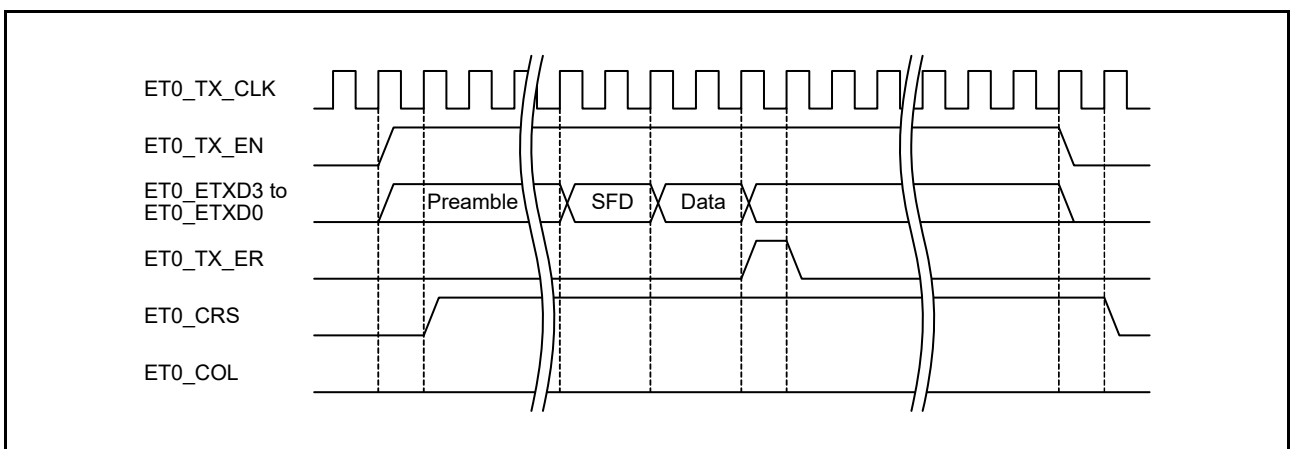 ET0_TX_CLK
ET0_TX_EN
ET0_ETXD3 to
ET0_ETXD0
Preamble
SFD
Data
ET0_TX_ER
ET0_CRS
ET0_COL